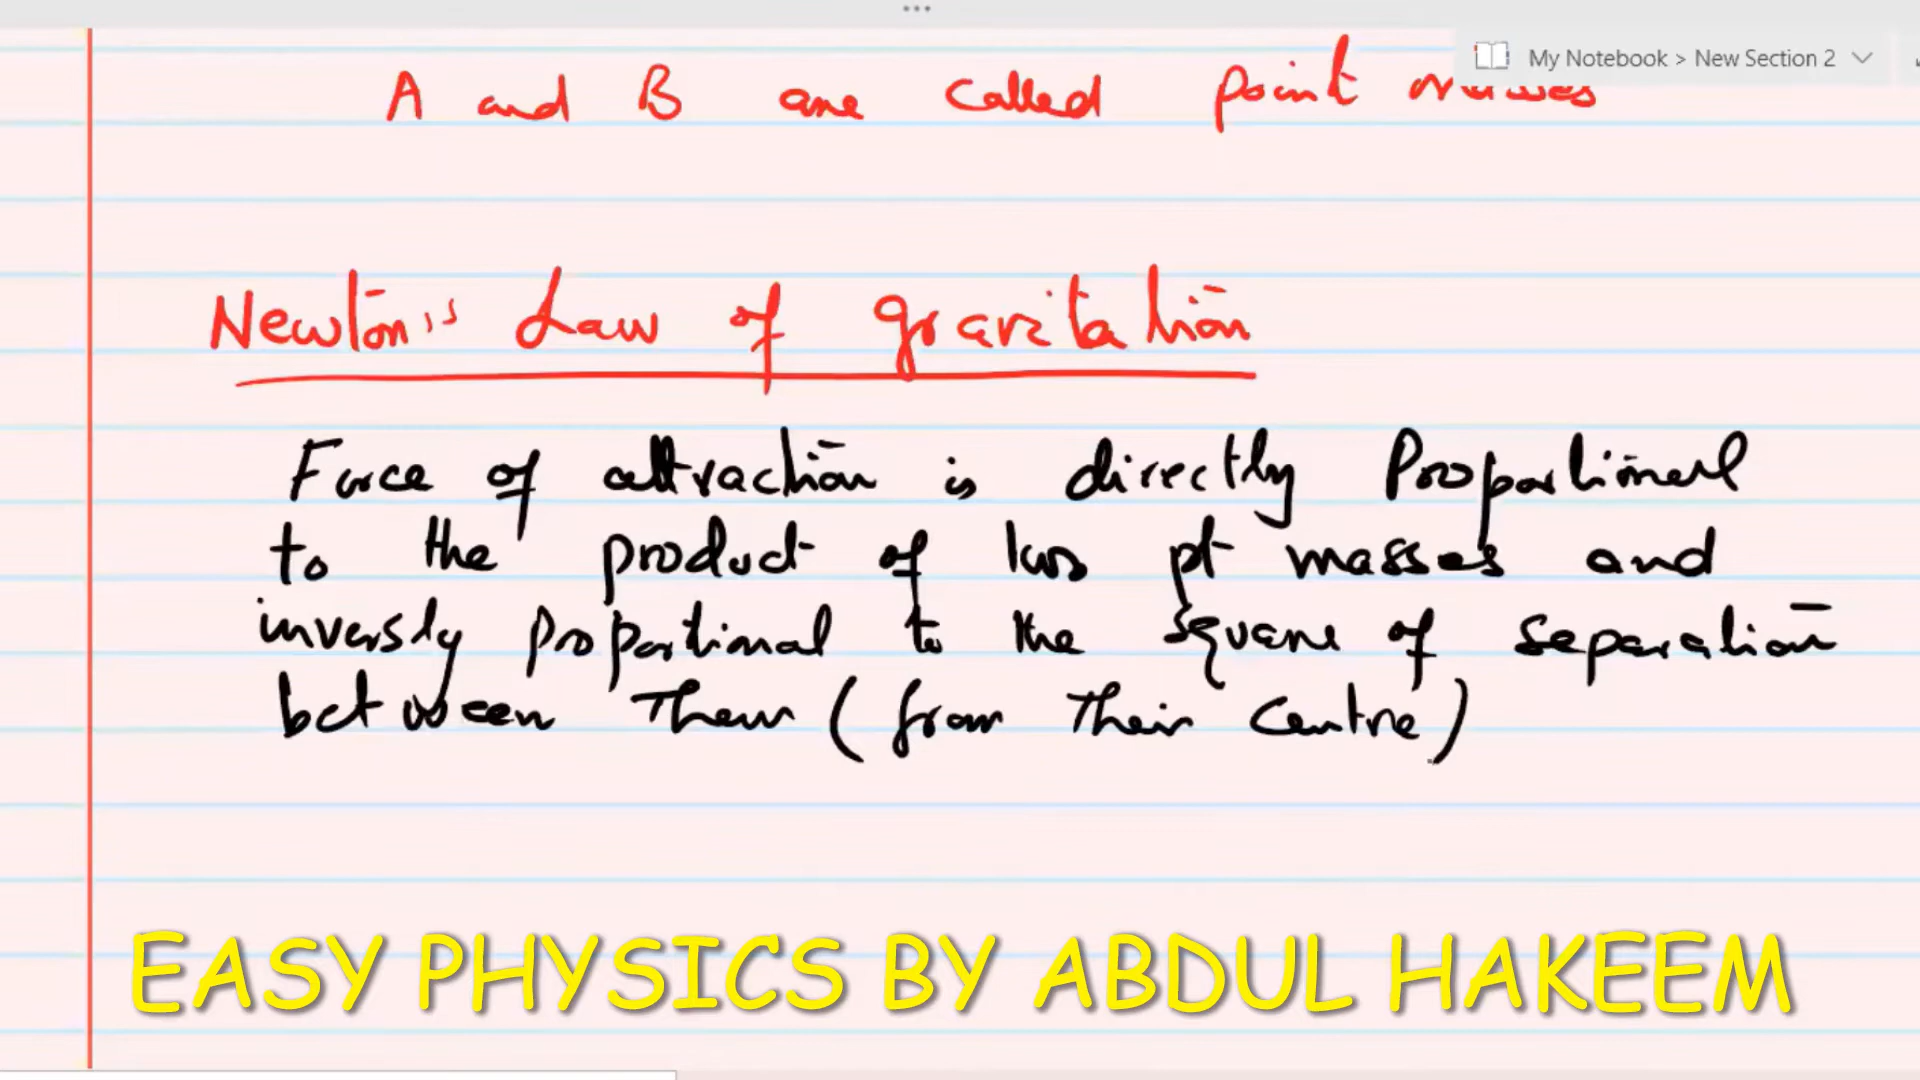 ...
My Notebook > New Section 2
A and B are called point masses
Newton's Law of gravitation
Force of attraction is directly Proportional
to the product of two pt masses and
inversly proportional to the square of separation
between Them (from Their Centre)
EASY PHYSICS BY ABDUL HAKEEM